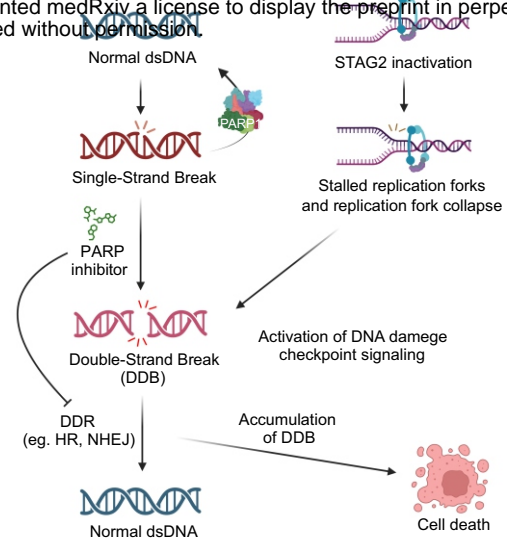 nted medRxiv a license to display the preprint in perpe
ed without permission.
Normal dsDNA
STAG2 inactivation
PARP1
Single-Strand Break
Stalled replication forks
and replication fork collapse
PARP
inhibitor
Double-Strand Break
(DDB)
Activation of DNA damege
checkpoint signaling
DDR
(eg. HR, NHEJ)
Accumulation
of DDB
Normal dsDNA
Cell death